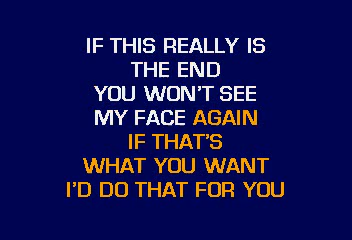 IF THIS REALLY IS
THE END
YOU WON'T SEE
MY FACE AGAIN
IF THAT'S
WHAT YOU WANT
I'D DO THAT FOR YOU